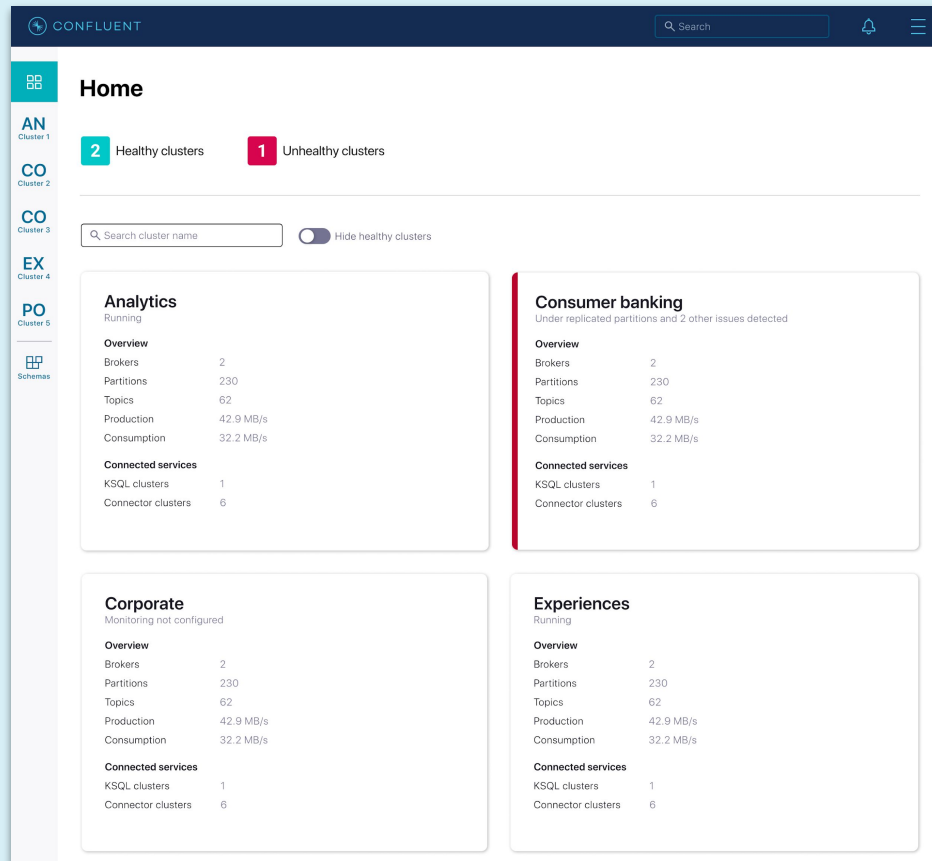 CONFLUENT
Search
Home
AN
Cluster 1
CO
Cluster 2
CO
Cluster 3
EX
Cluster 4
PO
Cluster 5
Schemas
2 Healthy clusters 1 Unhealthy clusters
Search cluster name Hide healthy clusters
Analytics
Running
Overview
Brokers 2
Partitions 230
Topics 62
Production 42.9 MB/s
Consumption 32.2 MB/s
Connected services
KSQL clusters 1
Connector clusters 6
Consumer banking
Under replicated partitions and 2 other issues detected
Overview
Brokers 2
Partitions 230
Topics 62
Production 42.9 MB/s
Consumption 32.2 MB/s
Connected services
KSQL clusters 1
Connector clusters 6
Corporate
Monitoring not configured
Overview
Brokers 2
Partitions 230
Topics 62
Production 42.9 MB/s
Consumption 32.2 MB/s
Connected services
KSQL clusters 1
Connector clusters 6
Experiences
Running
Overview
Brokers 2
Partitions 230
Topics 62
Production 42.9 MB/s
Consumption 32.2 MB/s
Connected services
KSQL clusters 1
Connector clusters 6